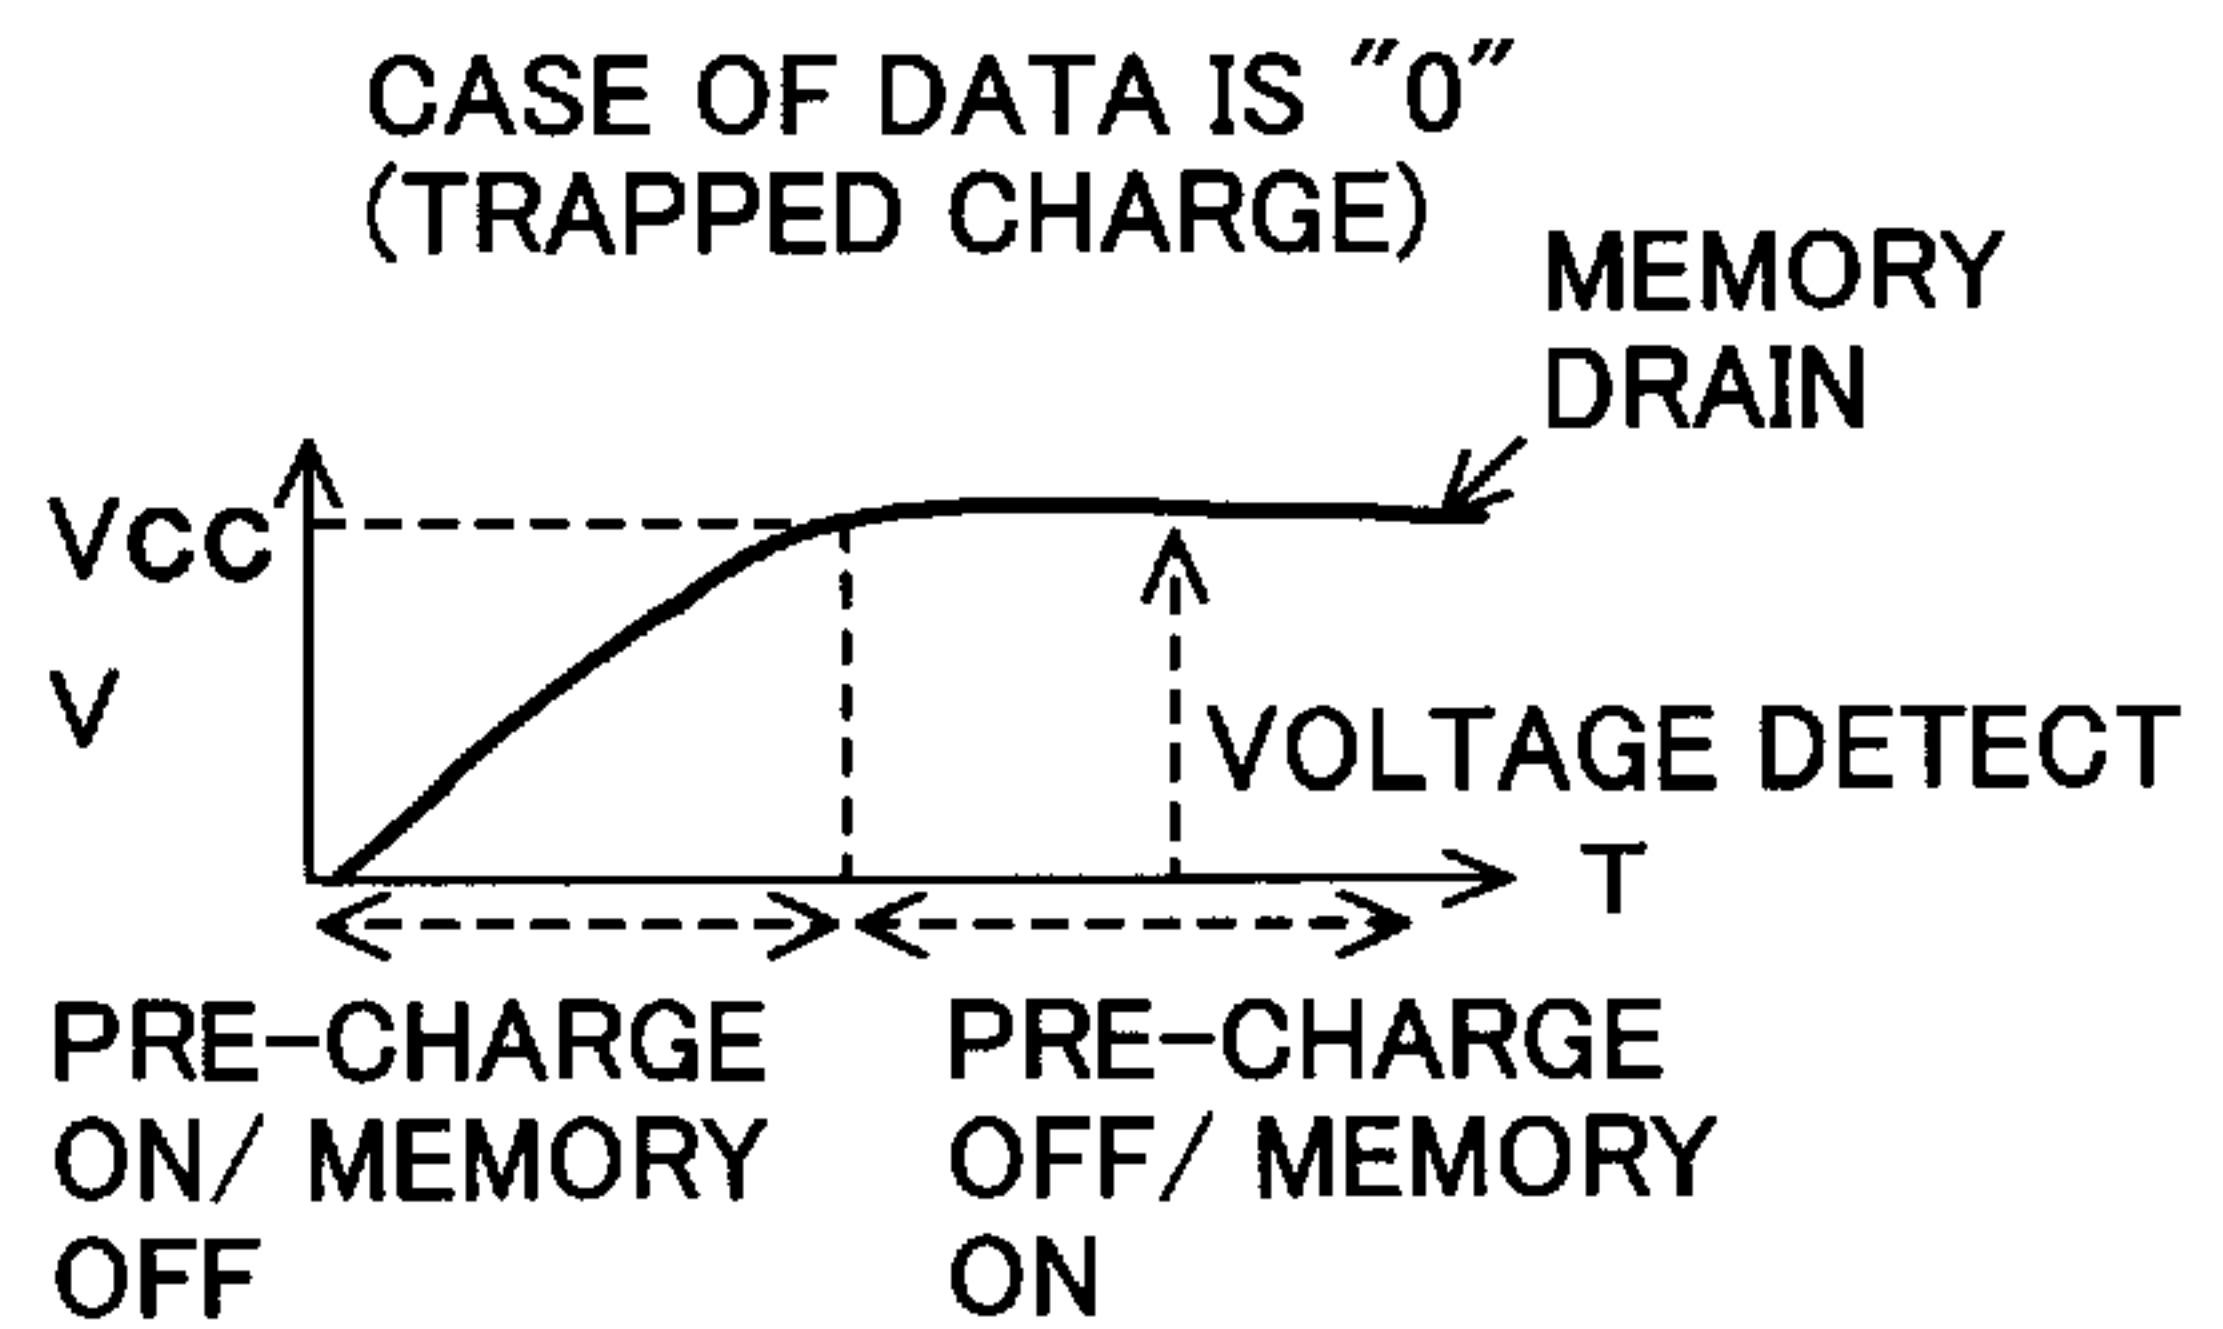 CASE OF DATA IS "0"
(TRAPPED CHARGE)
MEMORY
DRAIN
VCC
V
VOLTAGE DETECT
T
PRE-CHARGE
ON/ MEMORY
OFF
PRE-CHARGE
OFF/ MEMORY
ON